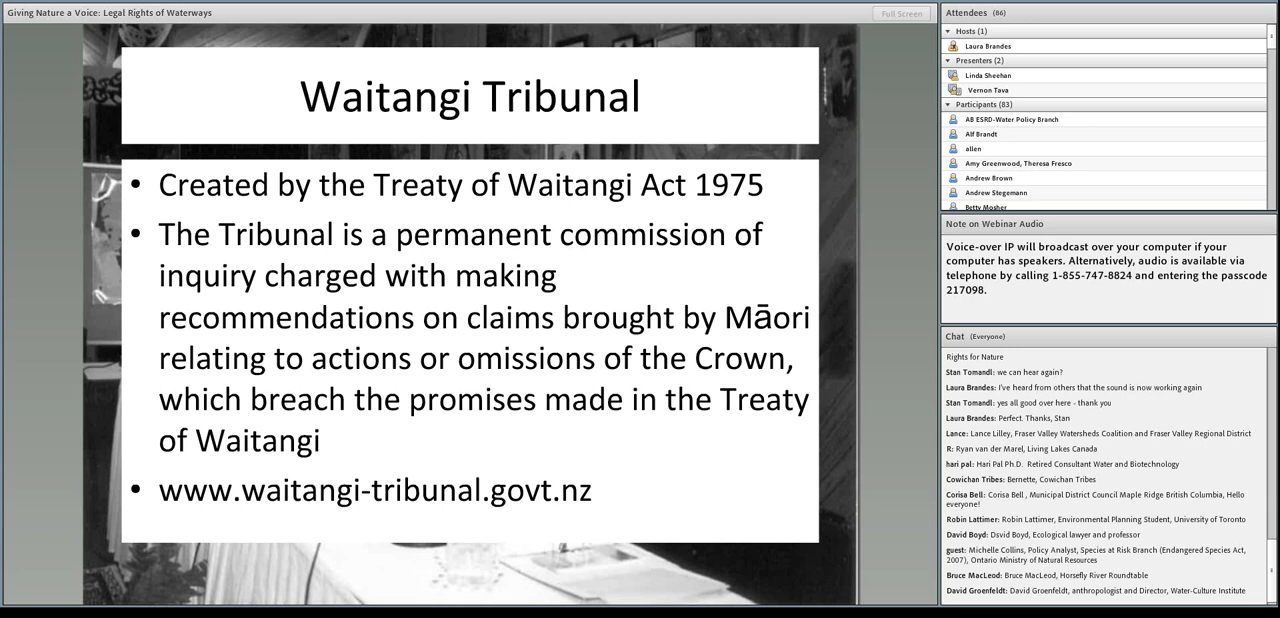 Giving Nature a Voice: Legal Rights of Waterways
Full Screen
Waitangi Tribunal
• Created by the Treaty of Waitangi Act 1975
• The Tribunal is a permanent commission of
inquiry charged with making
recommendations on claims brought by Māori
relating to actions or omissions of the Crown,
which breach the promises made in the Treaty
of Waitangi
• www.waitangi-tribunal.govt.nz
Attendees (86)
Hosts (1)
Laura Brandes
Presenters (2)
Linda Sheehan
Vernon Tava
Participants (83)
AB ESRD-Water Policy Branch
Alf Brandt
allen
Amy Greenwood, Theresa Fresco
Andrew Brown
Andrew Stegemann
Betty Mosher
Note on Webinar Audio
Voice-over IP will broadcast over your computer if your
computer has speakers. Alternatively, audio is available via
telephone by calling 1-855-747-8824 and entering the passcode
217098.
Chat (Everyone)
Rights for Nature
Stan Tomandl: we can hear again?
Laura Brandes: I've heard from others that the sound is now working again
Stan Tomandl: yes all good over here - thank you
Laura Brandes: Perfect. Thanks, Stan
Lance: Lance Lilley, Fraser Valley Watersheds Coalition and Fraser Valley Regional District
R: Ryan van der Marel, Living Lakes Canada
hari pal: Hari Pal Ph.D. Retired Consultant Water and Biotechnology
Cowichan Tribes: Bernette, Cowichan Tribes
Corisa Bell: Corisa Bell , Municipal District Council Maple Ridge British Columbia, Hello
everyone!
Robin Lattimer: Robin Lattimer, Environmental Planning Student, University of Toronto
David Boyd: Dsvid Boyd, Ecological lawyer and professor
guest: Michelle Collins, Policy Analyst, Species at Risk Branch (Endangered Species Act,
2007), Ontario Ministry of Natural Resources
Bruce MacLeod: Bruce MacLeod, Horsefly River Roundtable
David Groenfeldt: David Groenfeldt, anthropologist and Director, Water-Culture Institute